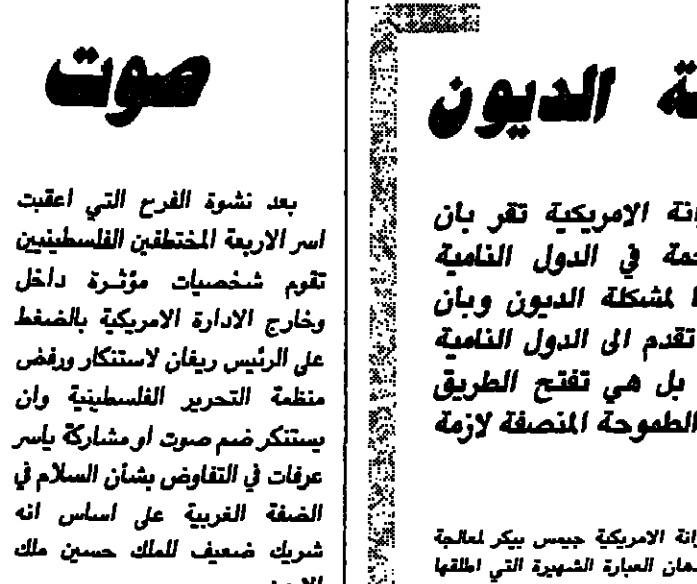 ة الديون
انة الامريكية تقر بان
خمة في الدول النامية
ا لمشكلة الديون وبان
تقدم الى الدول النامية
بل هي تفتح الطريق
الطموحة المنصفة لازمة
زانة الامريكية جيمس بيكر لمعالجة
هان العبارة الشهيرة التي اطلقها
صوت
بعد نشوة الفرح التي اعقبت
اسر الاربعة المختطفين الفلسطينيين
تقوم شخصيات مؤثرة داخل
وخارج الادارة الامريكية بالضغط
على الرئيس ريغان لاستنكار ورفض
منظمة التحرير الفلسطينية وان
يستنكر ضم صوت او مشاركة ياسر
عرفات في التفاوض بشأن السلام في
الضفة الغربية على اساس انه
شريك ضعيف للملك حسين ملك